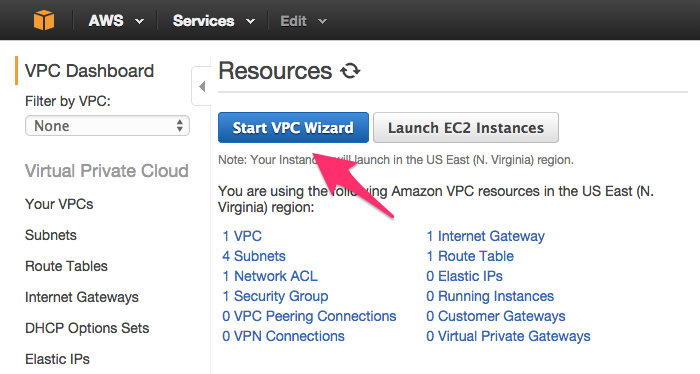 AWS Services Edit
VPC Dashboard
Filter by VPC:
None
Virtual Private Cloud
Your VPCs
Subnets
Route Tables
Internet Gateways
DHCP Options Sets
Elastic IPs
Resources
Start VPC Wizard Launch EC2 Instances
Note: Your Instances will launch in the US East (N. Virginia) region.
You are using the following Amazon VPC resources in the US East (N.
Virginia) region:
1 VPC 1 Internet Gateway
4 Subnets 1 Route Table
1 Network ACL 0 Elastic IPs
1 Security Group 0 Running Instances
0 VPC Peering Connections 0 Customer Gateways
0 VPN Connections 0 Virtual Private Gateways